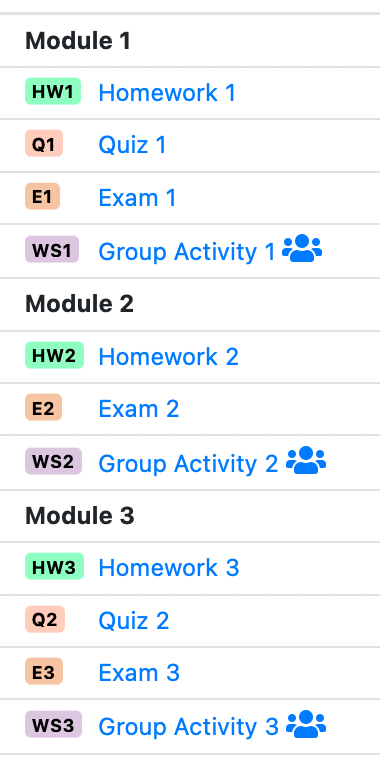 Module 1
HW1 Homework 1
Q1 Quiz 1
E1 Exam 1
WS1 Group Activity 1
Module 2
HW2 Homework 2
E2 Exam 2
WS2 Group Activity 2
Module 3
HW3 Homework 3
Q2 Quiz 2
E3 Exam 3
WS3 Group Activity 3